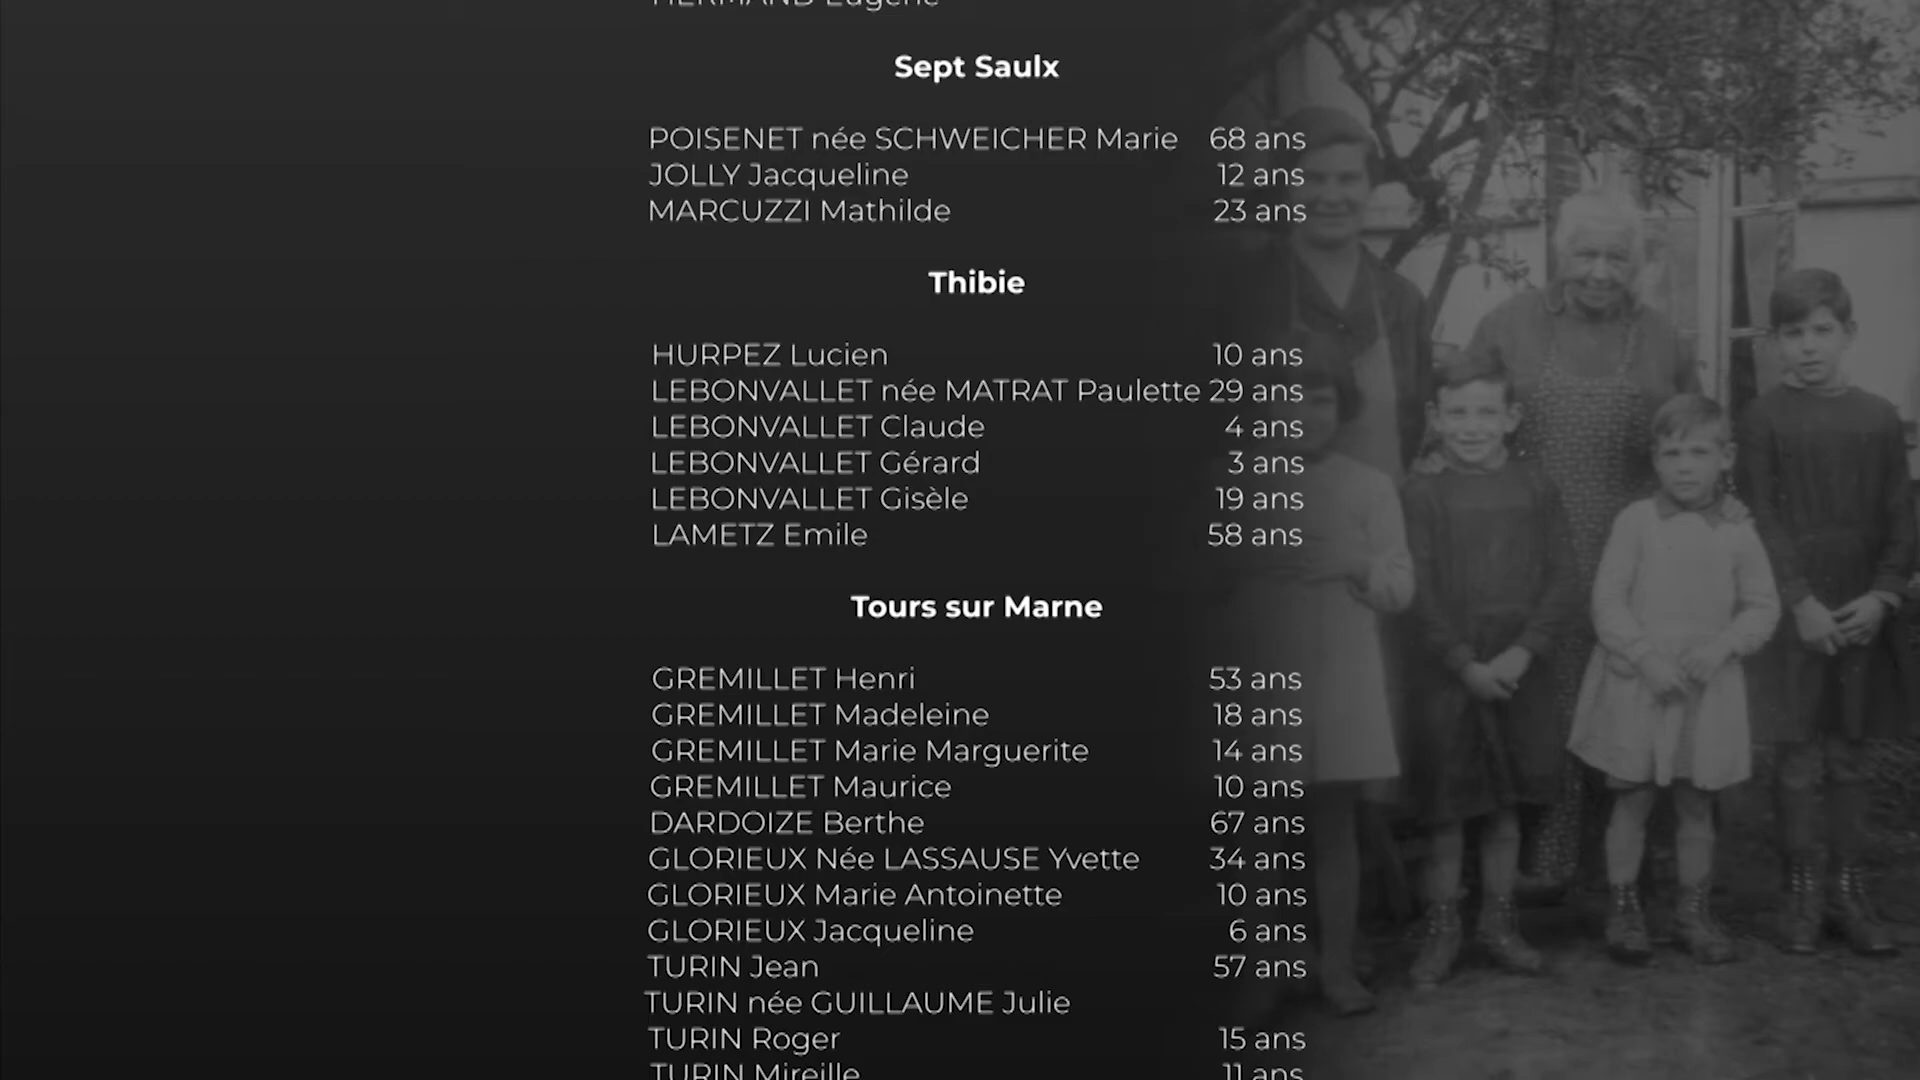 HERMAND Eugène
Sept Saulx
POISENET née SCHWEICHER Marie 68 ans
JOLLY Jacqueline 12 ans
MARCUZZI Mathilde 23 ans
Thibie
HURPEZ Lucien 10 ans
LEBONVALLET née MATRAT Paulette 29 ans
LEBONVALLET Claude 4 ans
LEBONVALLET Gérard 3 ans
LEBONVALLET Gisèle 19 ans
LAMETZ Emile 58 ans
Tours sur Marne
GREMILLET Henri 53 ans
GREMILLET Madeleine 18 ans
GREMILLET Marie Marguerite 14 ans
GREMILLET Maurice 10 ans
DARDOIZE Berthe 67 ans
GLORIEUX Née LASSAUSE Yvette 34 ans
GLORIEUX Marie Antoinette 10 ans
GLORIEUX Jacqueline 6 ans
TURIN Jean 57 ans
TURIN née GUILLAUME Julie
TURIN Roger 15 ans
TURIN Mireille 11 ans